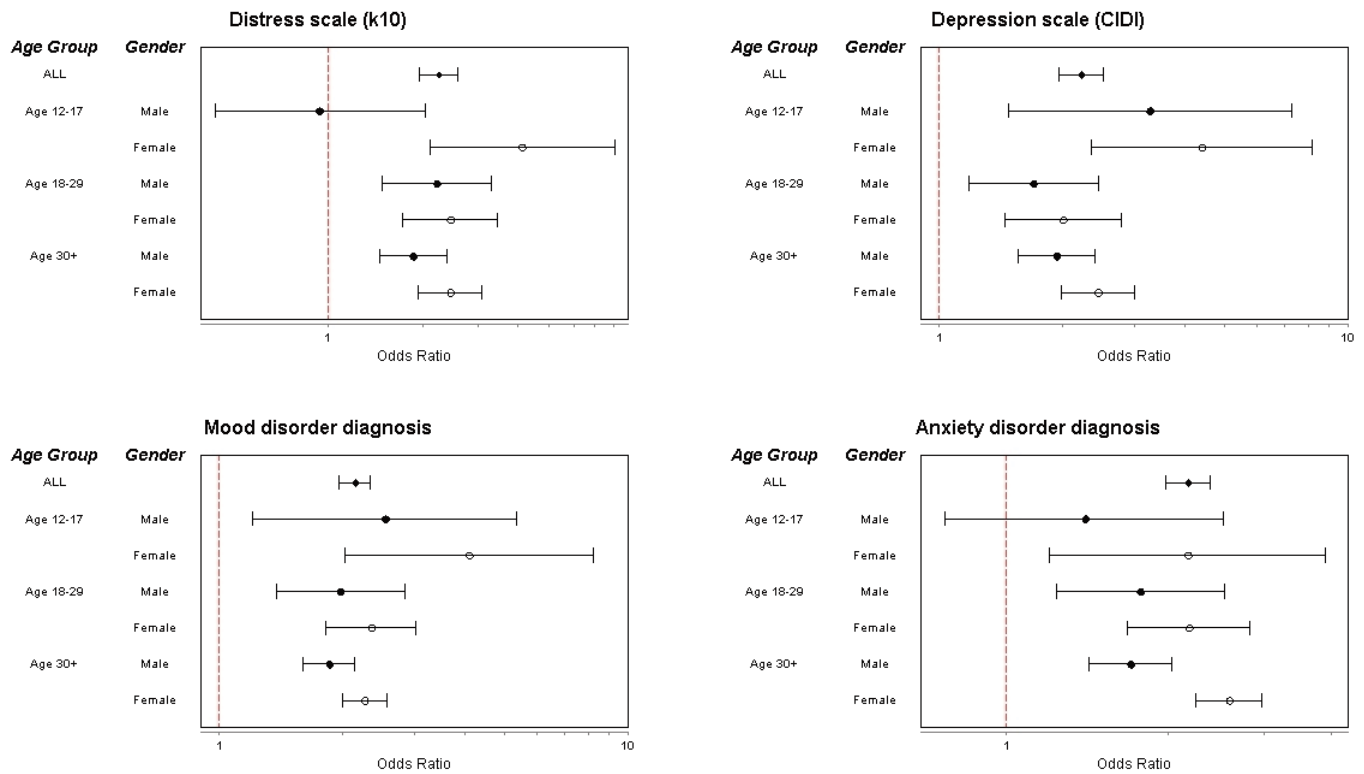 Distress scale (k10)
Age Group Gender
ALL
Age 12-17 Male
Female
Age 18-29 Male
Female
Age 30+ Male
Female
1
Odds Ratio
Depression scale (CIDI)
Age Group Gender
ALL
Age 12-17 Male
Female
Age 18-29 Male
Female
Age 30+ Male
Female
1 10
Odds Ratio
Mood disorder diagnosis
Age Group Gender
ALL
Age 12-17 Male
Female
Age 18-29 Male
Female
Age 30+ Male
Female
1 10
Odds Ratio
Anxiety disorder diagnosis
Age Group Gender
ALL
Age 12-17 Male
Female
Age 18-29 Male
Female
Age 30+ Male
Female
1
Odds Ratio